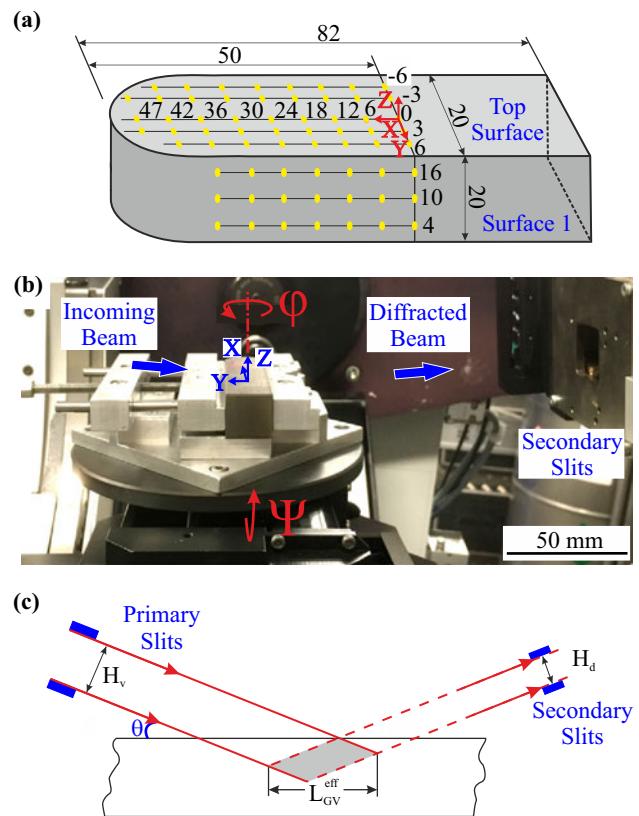 (a)
82
50
-6
-3
Z
47 42 36 30 24 18 12 6 0
X
3
Y
6
20
Top
Surface
16
10
4
20
Surface 1
(b)
Incoming
Beam
φ
Diffracted
Beam
X
Z
Y
Ψ
Secondary
Slits
50 mm
(c)
Primary
Slits
Hv
Hd
θ
Secondary
Slits
LGVeff